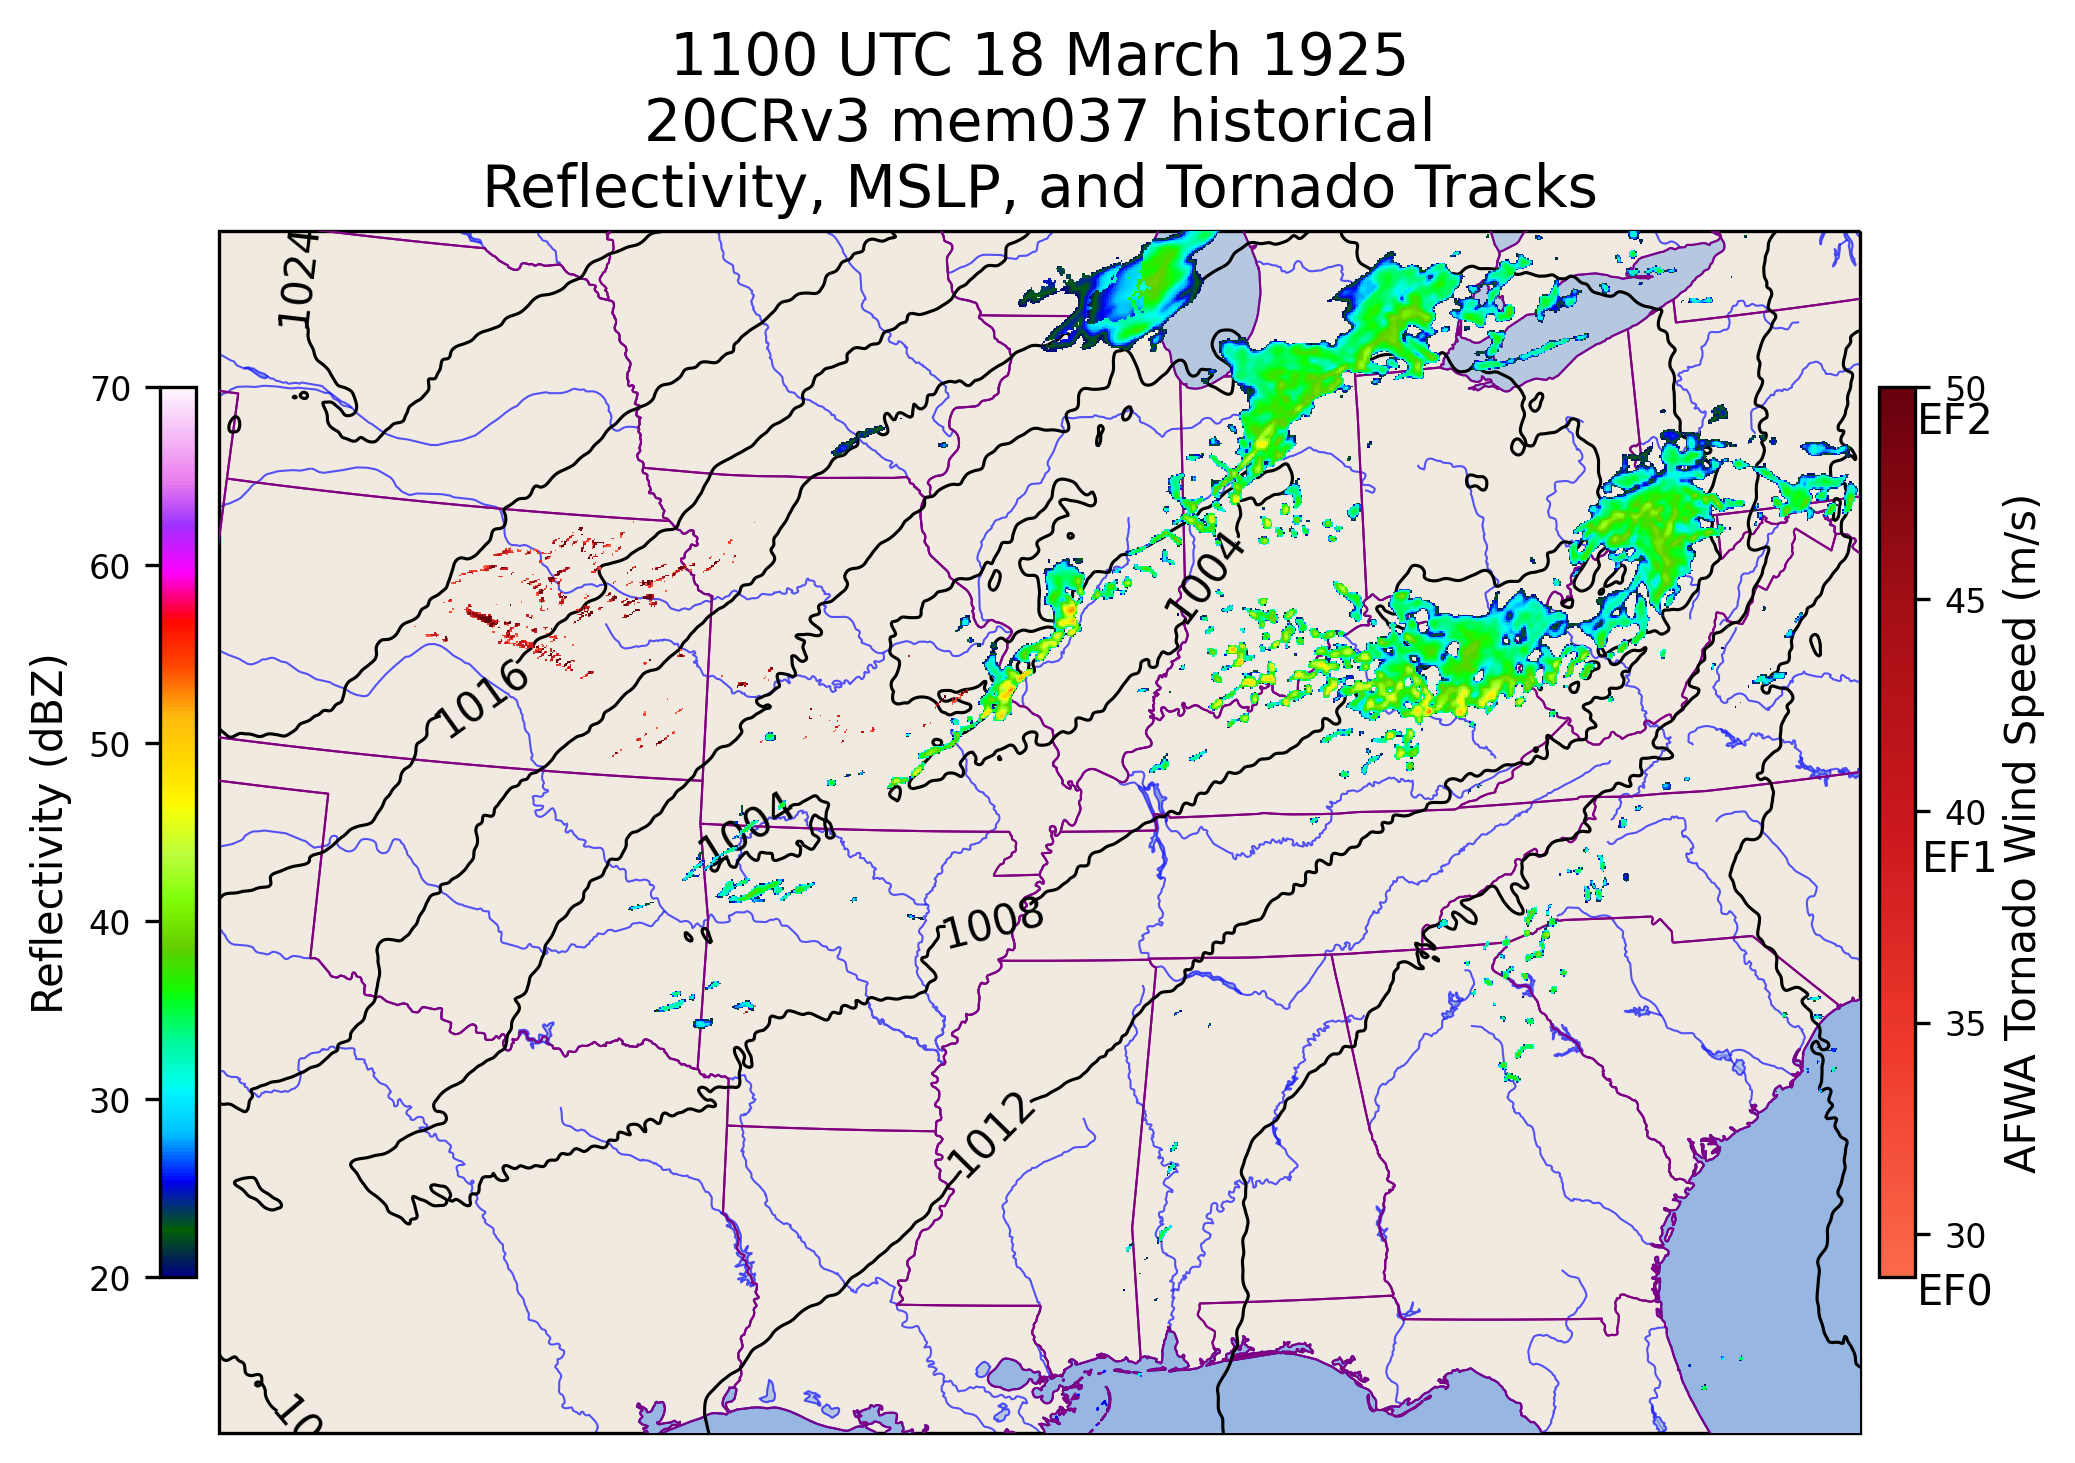 1100 UTC 18 March 1925
20CRv3 mem037 historical
Reflectivity, MSLP, and Tornado Tracks
1024
1016
1004
1004
1008
1012
10
70
60
50
40
30
20
Reflectivity (dBZ)
50
EF2
45
40
EF1
35
30
EF0
AFWA Tornado Wind Speed (m/s)